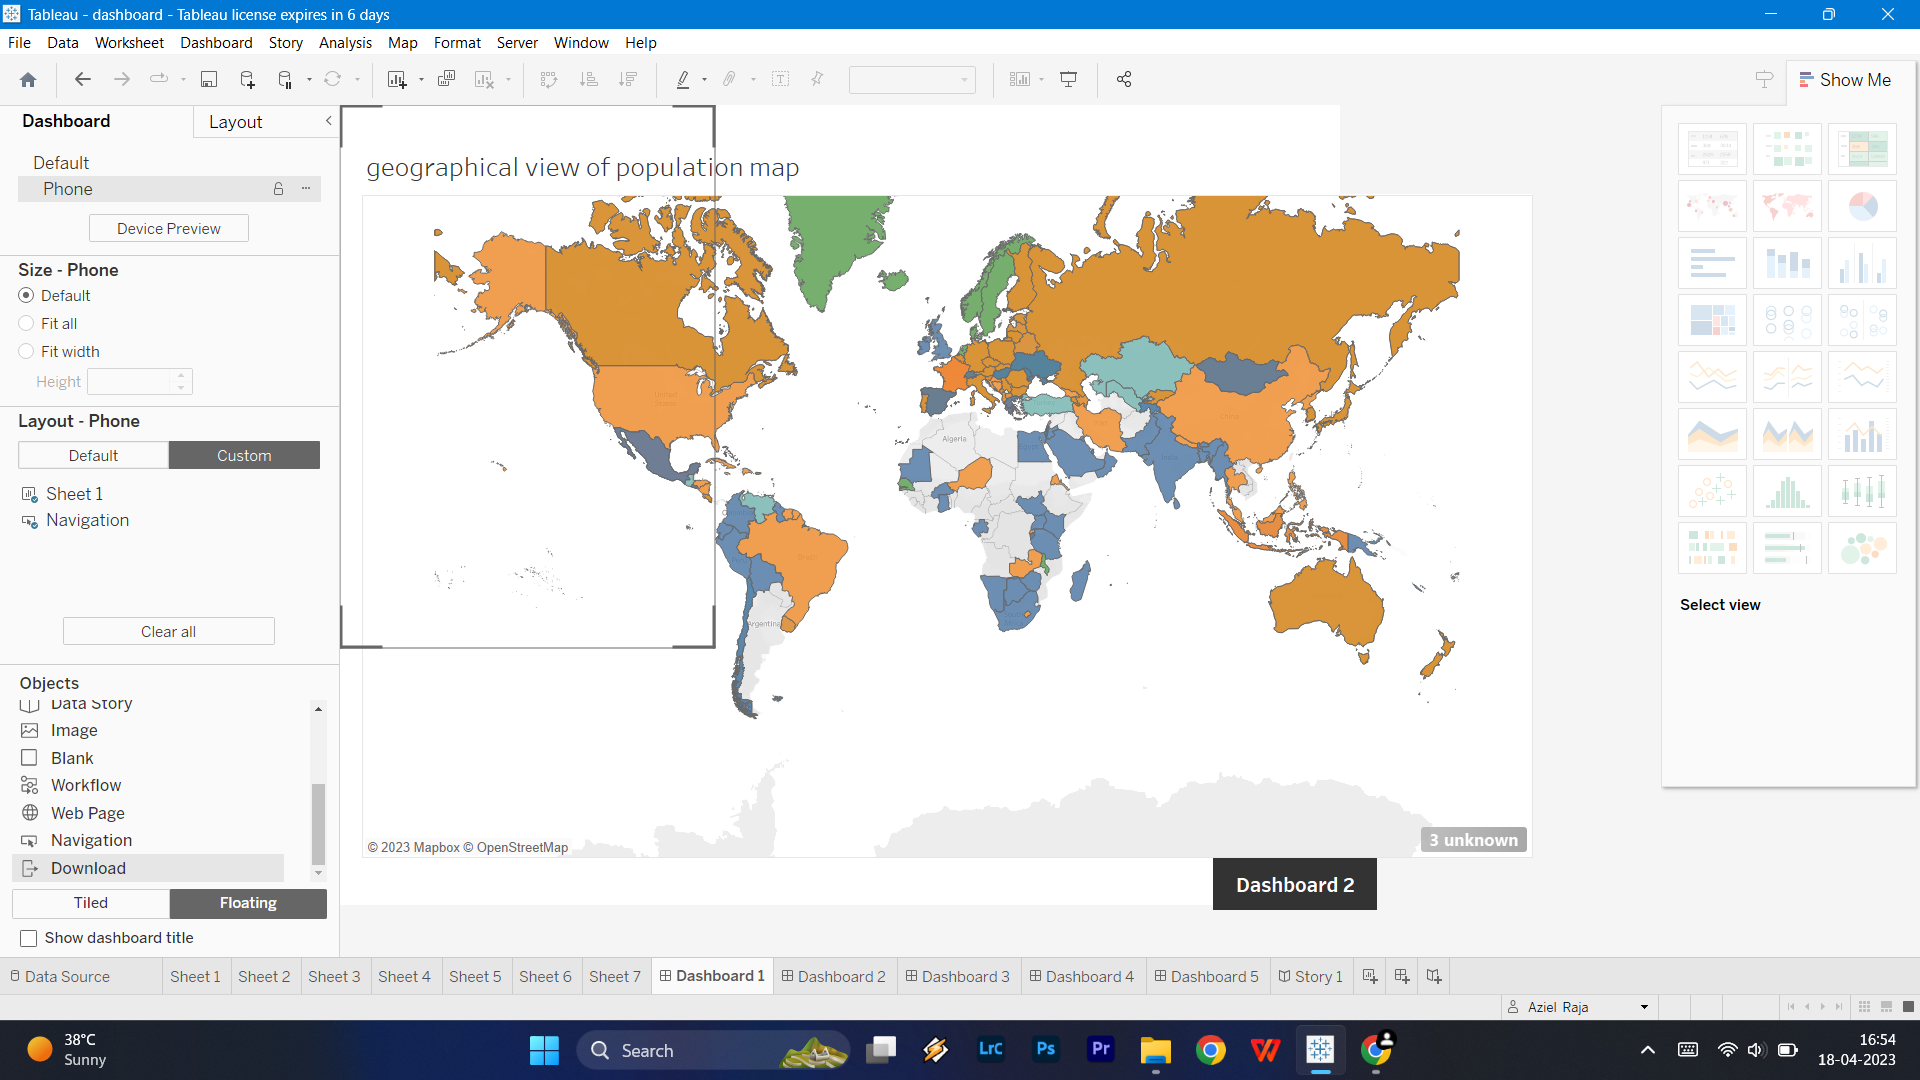 Tableau - dashboard - Tableau license expires in 6 days
File Data Worksheet Dashboard Story Analysis Map Format Server Window Help
Show Me
Dashboard Layout
Default
Phone
Device Preview
Size - Phone
Default
Fit all
Fit width
Height
Layout - Phone
Default Custom
Sheet 1
Navigation
Clear all
Objects
Data Story
Image
Blank
Workflow
Web Page
Navigation
Download
Tiled Floating
Show dashboard title
geographical view of population map
United States
Algeria
China
India
Brazil
Argentina
© 2023 Mapbox © OpenStreetMap
3 unknown
Dashboard 2
Select view
Data Source Sheet 1 Sheet 2 Sheet 3 Sheet 4 Sheet 5 Sheet 6 Sheet 7 Dashboard 1 Dashboard 2 Dashboard 3 Dashboard 4 Dashboard 5 Story 1
Aziel Raja
38°C
Sunny
Search
LrC Ps Pr
16:54
18-04-2023